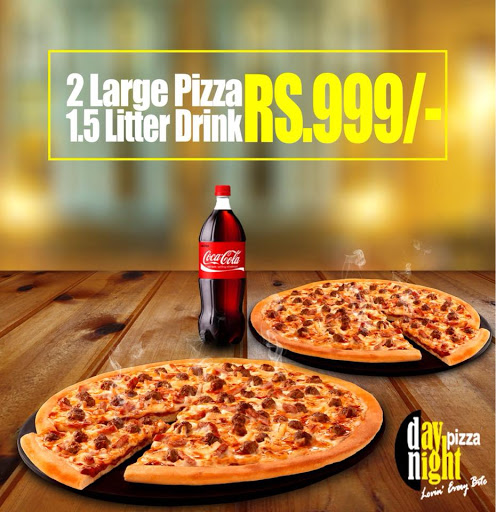 2 Large Pizza
1.5 Litter Drink
RS.999/-
Coca-Cola
day
night
pizza
Lovin' Every Bite